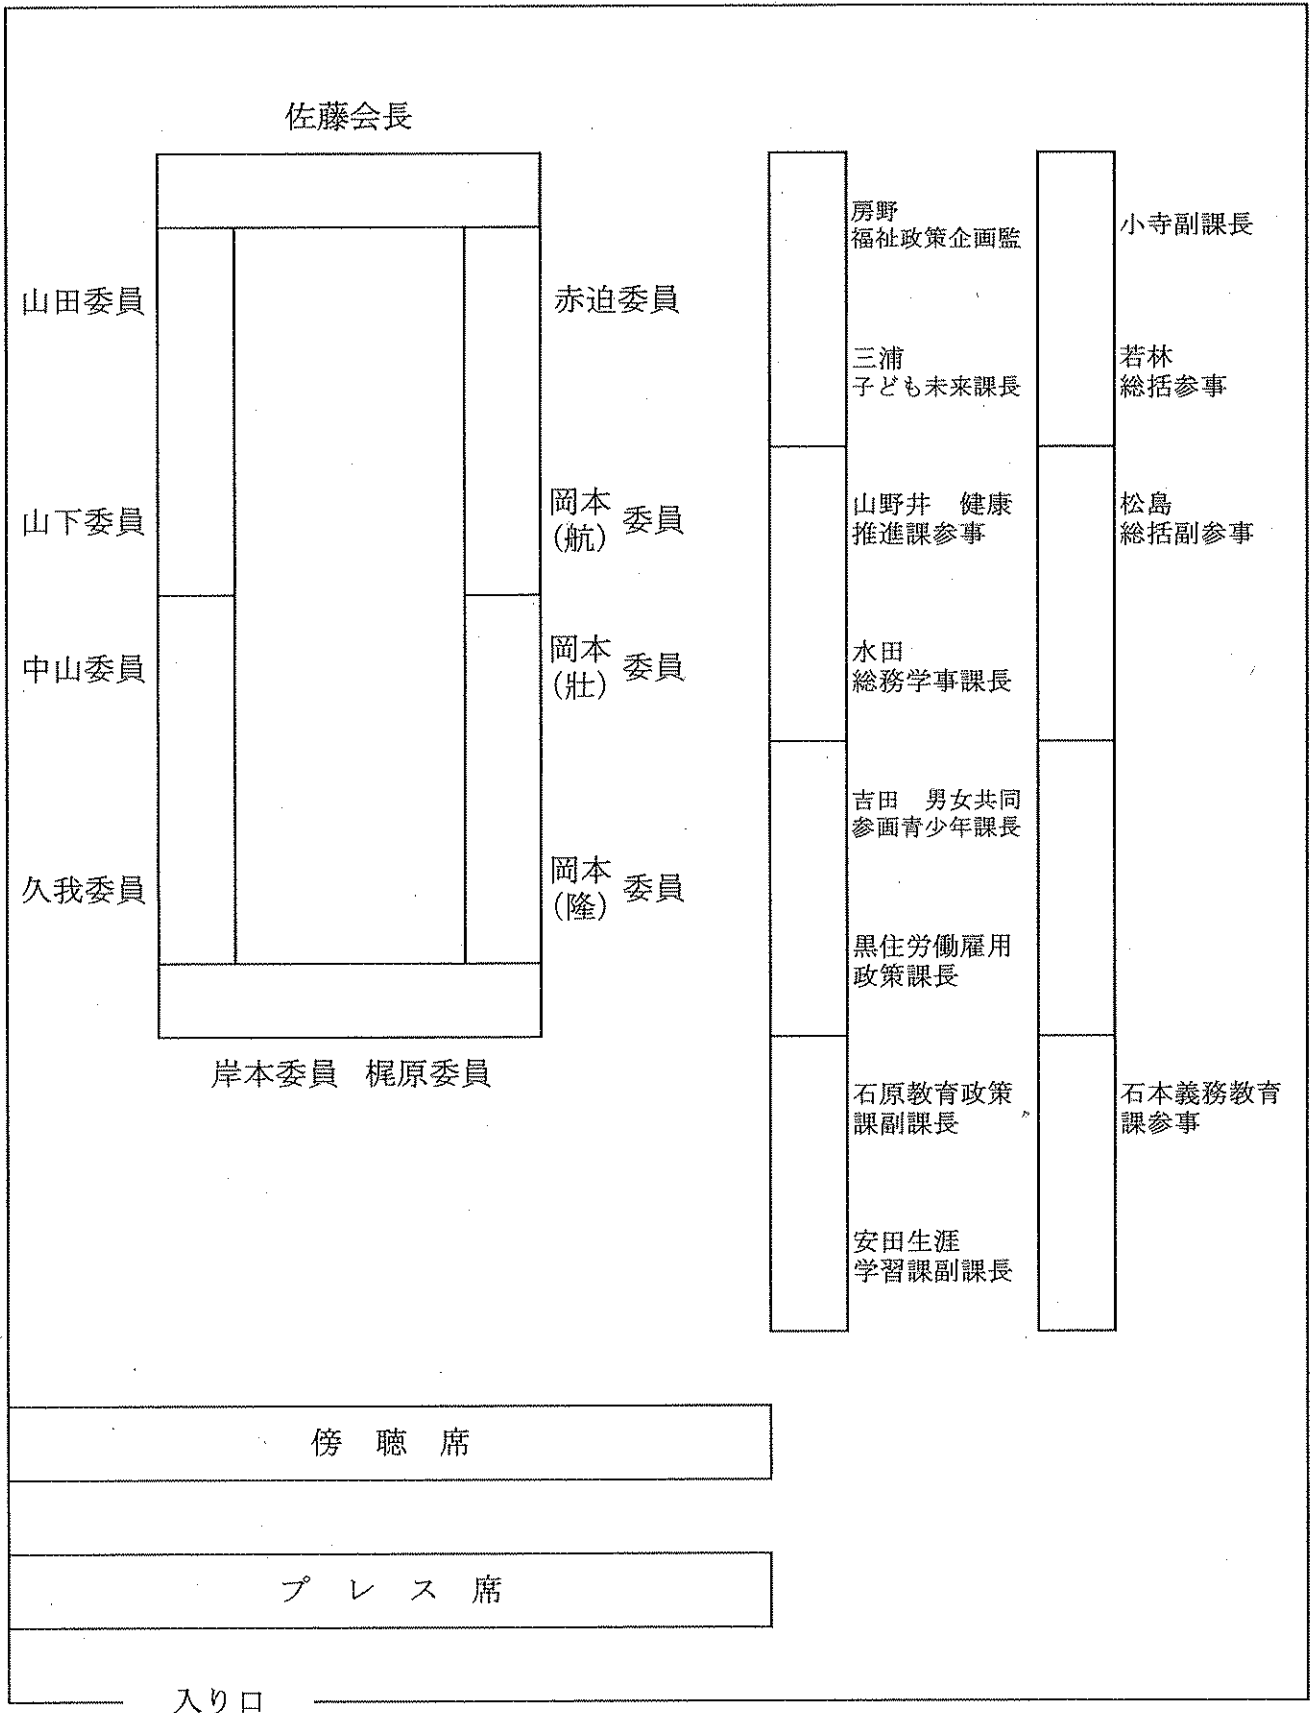 佐藤会長
山田委員
山下委員
中山委員
久我委員
赤迫委員
岡本
(航) 委員
岡本
(壮) 委員
岡本
(隆) 委員
岸本委員 梶原委員
房野
福祉政策企画監
三浦
子ども未来課長
山野井 健康
推進課参事
水田
総務学事課長
吉田 男女共同
参画青少年課長
黒住労働雇用
政策課長
石原教育政策
課副課長
安田生涯
学習課副課長
小寺副課長
若林
総括参事
松島
総括副参事
石本義務教育
課参事
傍 聴 席
プ レ ス 席
入り口